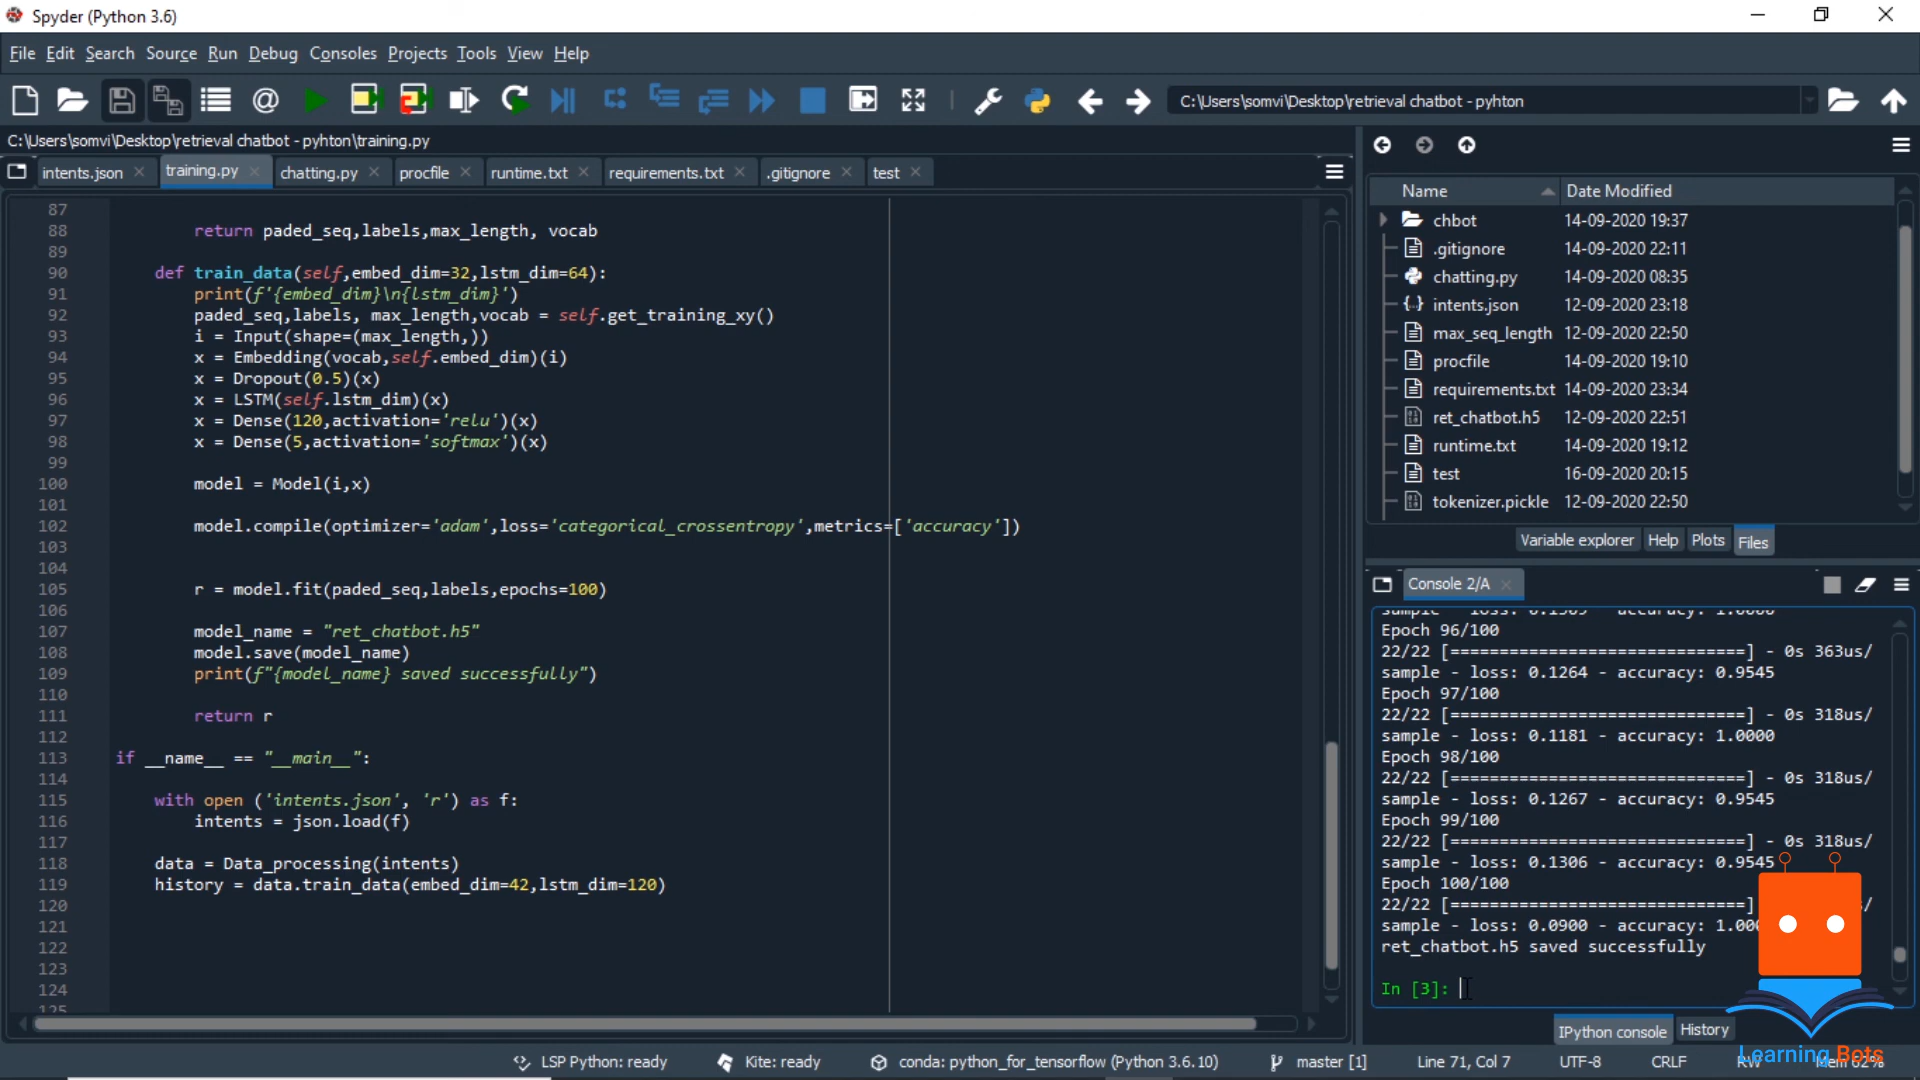 Spyder (Python 3.6)
File Edit Search Source Run Debug Consoles Projects Tools View Help
C:\Users\somvi\Desktop\retrieval chatbot - pyhton
C:\Users\somvi\Desktop\retrieval chatbot - pyhton\training.py
intents.json training.py chatting.py procfile runtime.txt requirements.txt .gitignore test
87
88 return paded_seq,labels,max_length, vocab
89
90 def train_data(self,embed_dim=32,lstm_dim=64):
91 print(f'{embed_dim}\n{lstm_dim}')
92 paded_seq,labels, max_length,vocab = self.get_training_xy()
93 i = Input(shape=(max_length,))
94 x = Embedding(vocab,self.embed_dim)(i)
95 x = Dropout(0.5)(x)
96 x = LSTM(self.lstm_dim)(x)
97 x = Dense(120,activation='relu')(x)
98 x = Dense(5,activation='softmax')(x)
99
100 model = Model(i,x)
101
102 model.compile(optimizer='adam',loss='categorical_crossentropy',metrics=['accuracy'])
103
104
105 r = model.fit(paded_seq,labels,epochs=100)
106
107 model_name = "ret_chatbot.h5"
108 model.save(model_name)
109 print(f"{model_name} saved successfully")
110
111 return r
112
113 if __name__ == "__main__":
114
115 with open ('intents.json', 'r') as f:
116 intents = json.load(f)
117
118 data = Data_processing(intents)
119 history = data.train_data(embed_dim=42,lstm_dim=120)
120
121
122
123
124
125
Name Date Modified
chbot 14-09-2020 19:37
.gitignore 14-09-2020 22:11
chatting.py 14-09-2020 08:35
intents.json 12-09-2020 23:18
max_seq_length 12-09-2020 22:50
procfile 14-09-2020 19:10
requirements.txt 14-09-2020 23:34
ret_chatbot.h5 12-09-2020 22:51
runtime.txt 14-09-2020 19:12
test 16-09-2020 20:15
tokenizer.pickle 12-09-2020 22:50
Variable explorer Help Plots Files
Console 2/A
Epoch 96/100
22/22 [==============================] - 0s 363us/
sample - loss: 0.1264 - accuracy: 0.9545
Epoch 97/100
22/22 [==============================] - 0s 318us/
sample - loss: 0.1181 - accuracy: 1.0000
Epoch 98/100
22/22 [==============================] - 0s 318us/
sample - loss: 0.1267 - accuracy: 0.9545
Epoch 99/100
22/22 [==============================] - 0s 318us/
sample - loss: 0.1306 - accuracy: 0.9545
Epoch 100/100
22/22 [==============================]
sample - loss: 0.0900 - accuracy:
ret_chatbot.h5 saved successfully
In [3]:
IPython console History
LSP Python: ready Kite: ready conda: python_for_tensorflow (Python 3.6.10) master [1] Line 71, Col 7 UTF-8 CRLF
Learning Bots